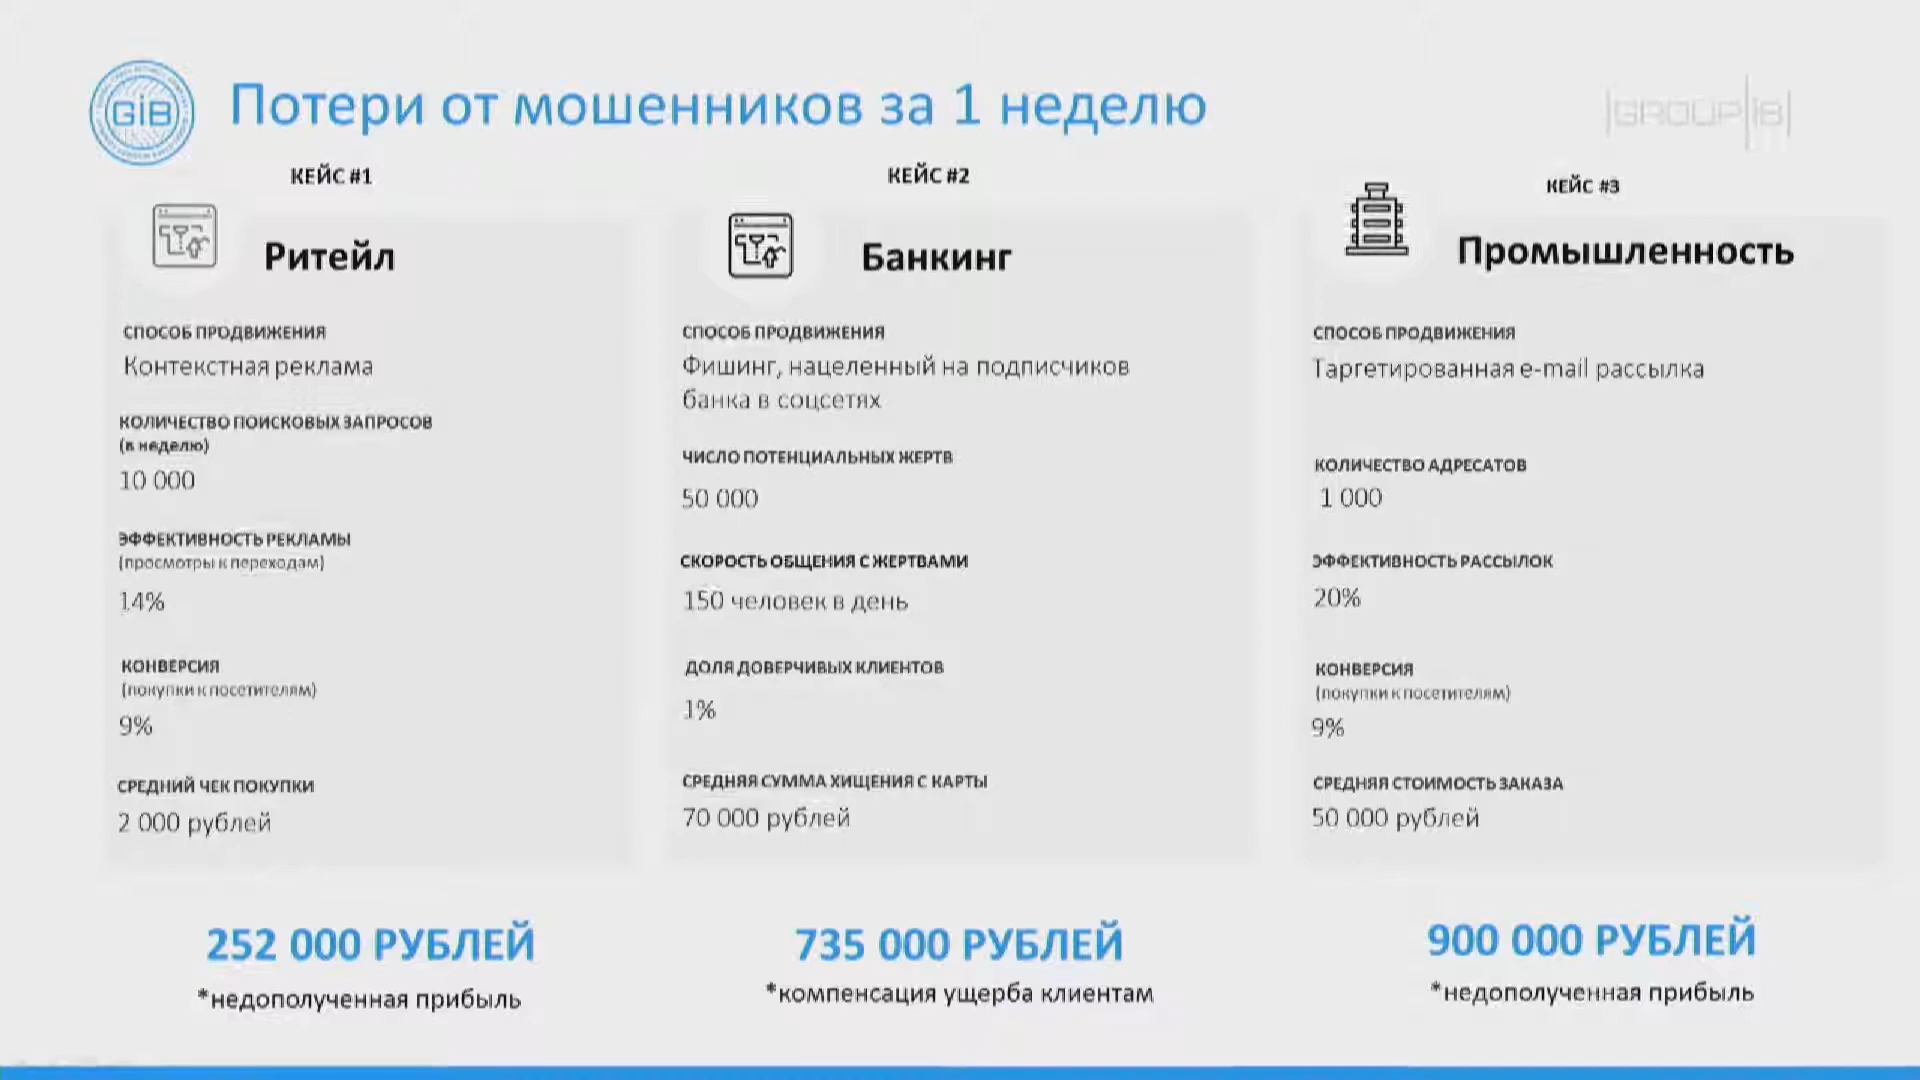 GiB
Потери от мошенников за 1 неделю
GROUP|IB
КЕЙС #1
Ритейл
СПОСОБ ПРОДВИЖЕНИЯ
Контекстная реклама
КОЛИЧЕСТВО ПОИСКОВЫХ ЗАПРОСОВ
(в неделю)
10 000
ЭФФЕКТИВНОСТЬ РЕКЛАМЫ
(просмотры к переходам)
14%
КОНВЕРСИЯ
(покупки к посетителям)
9%
СРЕДНИЙ ЧЕК ПОКУПКИ
2 000 рублей
252 000 РУБЛЕЙ
*недополученная прибыль
КЕЙС #2
Банкинг
СПОСОБ ПРОДВИЖЕНИЯ
Фишинг, нацеленный на подписчиков
банка в соцсетях
ЧИСЛО ПОТЕНЦИАЛЬНЫХ ЖЕРТВ
50 000
СКОРОСТЬ ОБЩЕНИЯ С ЖЕРТВАМИ
150 человек в день
ДОЛЯ ДОВЕРЧИВЫХ КЛИЕНТОВ
1%
СРЕДНЯЯ СУММА ХИЩЕНИЯ С КАРТЫ
70 000 рублей
735 000 РУБЛЕЙ
*компенсация ущерба клиентам
КЕЙС #3
Промышленность
СПОСОБ ПРОДВИЖЕНИЯ
Таргетированная e-mail рассылка
КОЛИЧЕСТВО АДРЕСАТОВ
1 000
ЭФФЕКТИВНОСТЬ РАССЫЛОК
20%
КОНВЕРСИЯ
(покупки к посетителям)
9%
СРЕДНЯЯ СТОИМОСТЬ ЗАКАЗА
50 000 рублей
900 000 РУБЛЕЙ
*недополученная прибыль